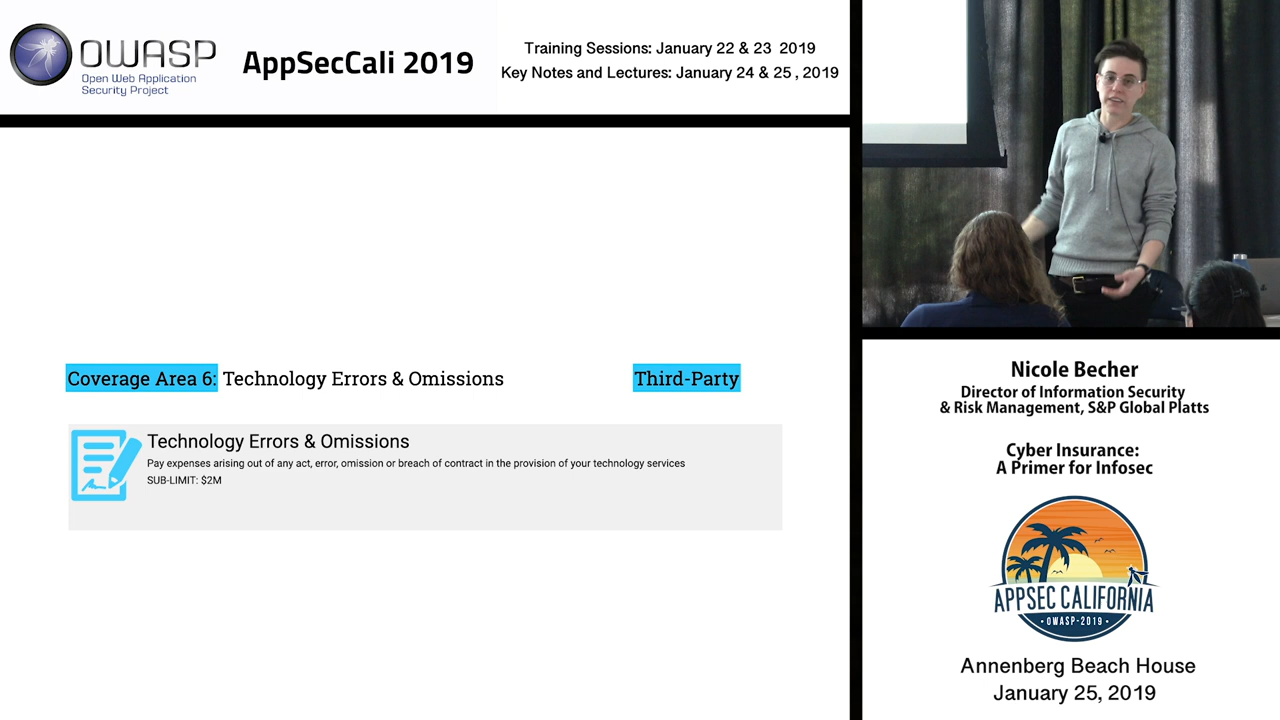 OWASP
Open Web Application
Security Project
AppSecCali 2019
Training Sessions: January 22 & 23 2019
Key Notes and Lectures: January 24 & 25 , 2019
Coverage Area 6: Technology Errors & Omissions
Third-Party
Technology Errors & Omissions
Pay expenses arising out of any act, error, omission or breach of contract in the provision of your technology services
SUB-LIMIT: $2M
Nicole Becher
Director of Information Security
& Risk Management, S&P Global Platts
Cyber Insurance:
A Primer for Infosec
APPSEC CALIFORNIA
• OWASP-2019 •
Annenberg Beach House
January 25, 2019